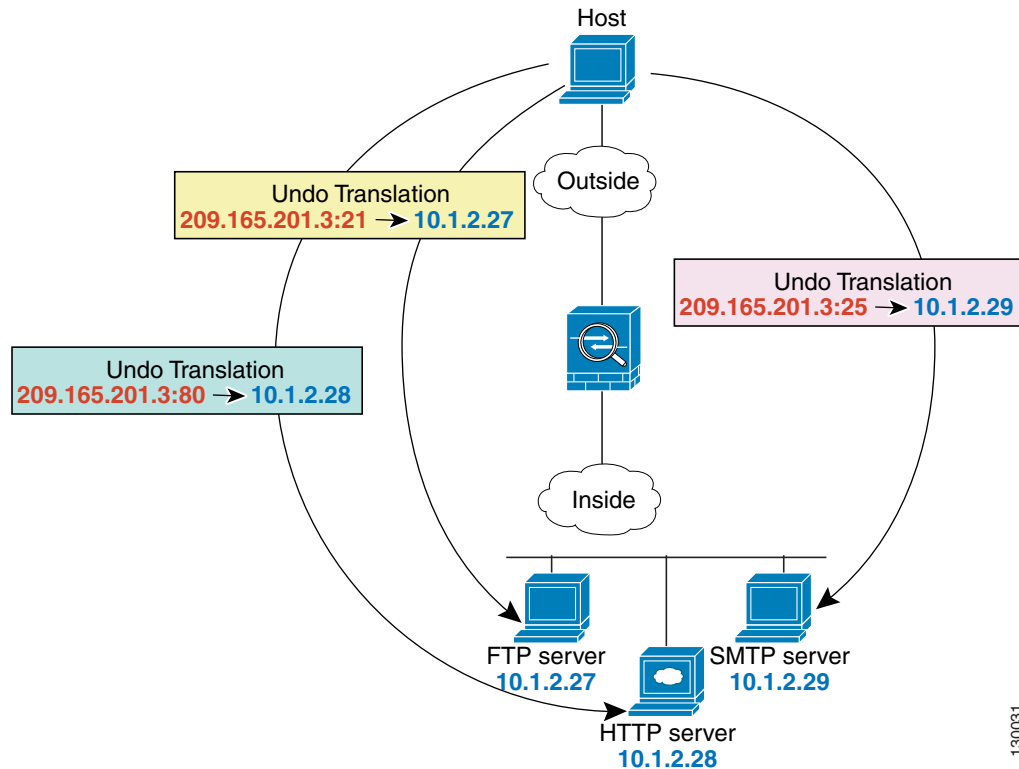 Host
Outside
Undo Translation
209.165.201.3:21 → 10.1.2.27
Undo Translation
209.165.201.3:25 → 10.1.2.29
Undo Translation
209.165.201.3:80 → 10.1.2.28
Inside
FTP server
10.1.2.27
SMTP server
10.1.2.29
HTTP server
10.1.2.28
130031